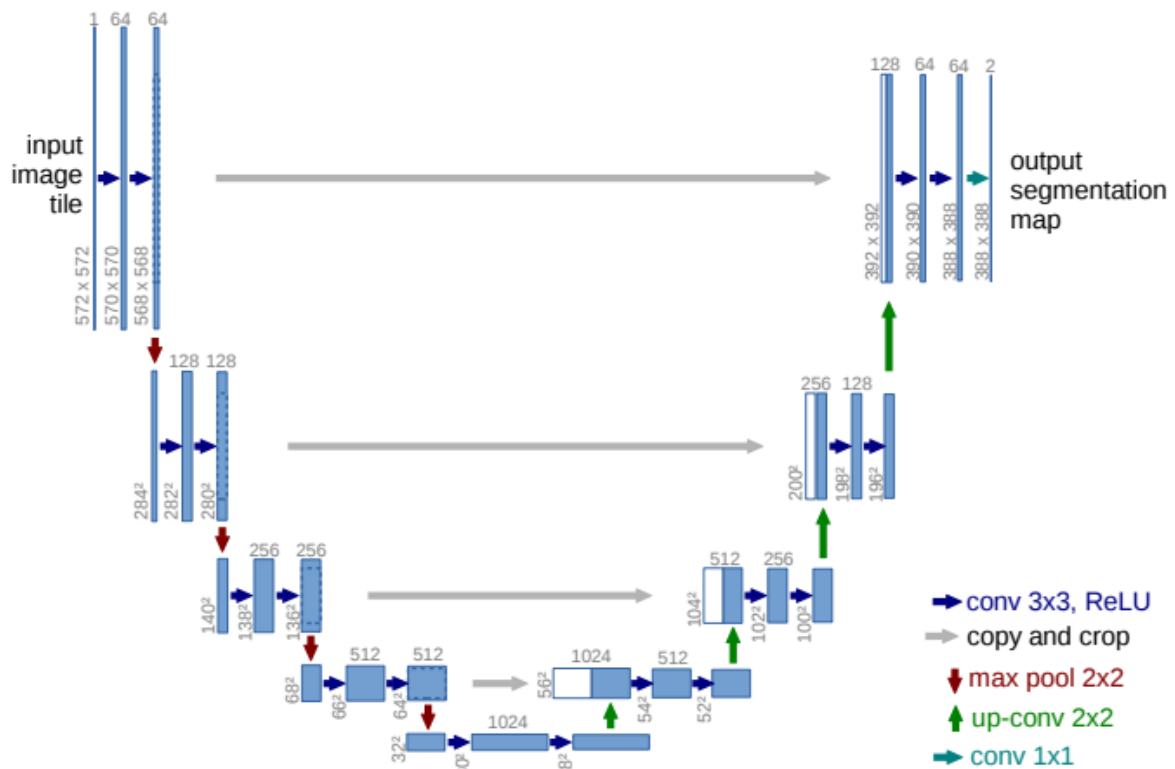 1 64 64
128 64 64 2
input
image
tile
output
segmentation
map
572 x 572
570 x 570
568 x 568
392 x 392
390 x 390
388 x 388
388 x 388
128 128
256 128
284²
282²
280²
200²
198²
196²
256 256
512 256
140²
138²
136²
104²
102²
100²
512 512
1024 512
68²
66²
64²
56²
54²
52²
1024
32²
conv 3x3, ReLU
copy and crop
max pool 2x2
up-conv 2x2
conv 1x1